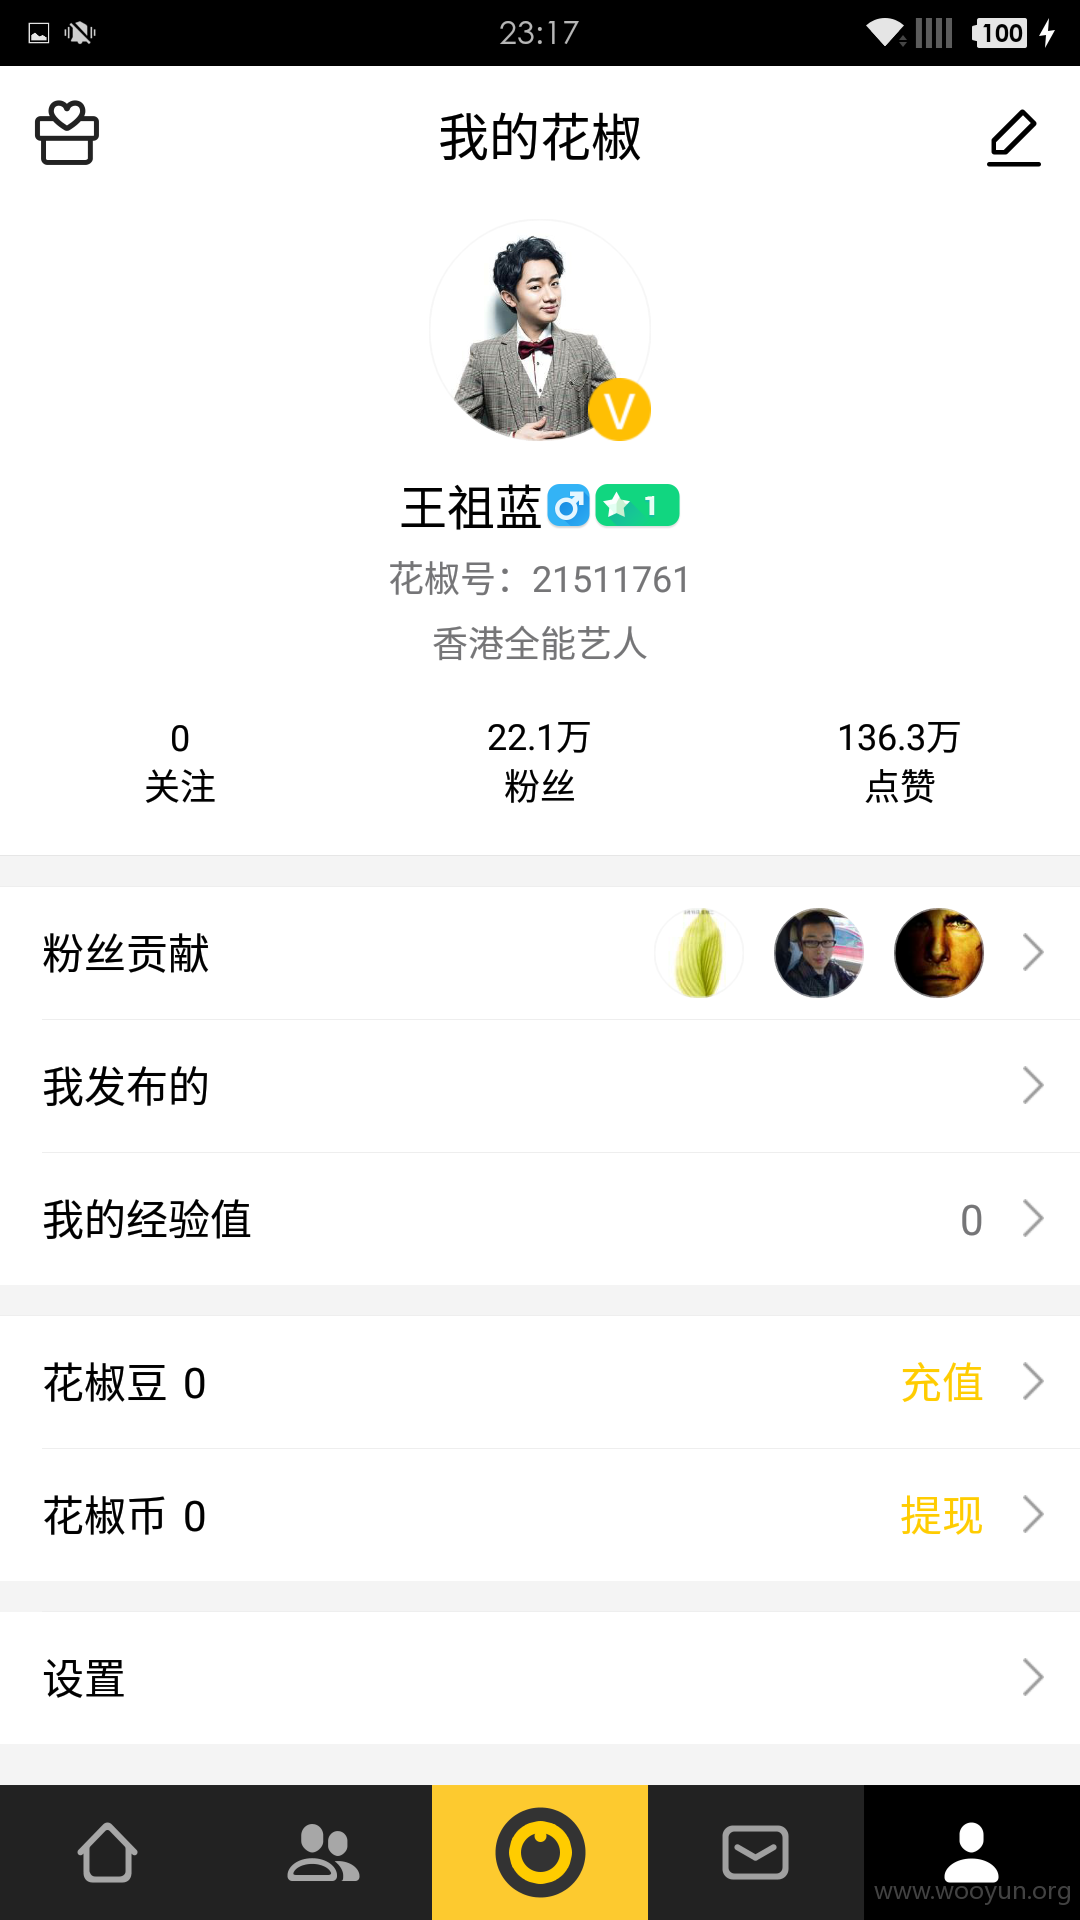 23:17
100
我的花椒
V
王祖蓝 1
花椒号：21511761
香港全能艺人
0
关注
22.1万
粉丝
136.3万
点赞
粉丝贡献
我发布的
我的经验值 0
花椒豆 0 充值
花椒币 0 提现
设置
www.wooyun.org